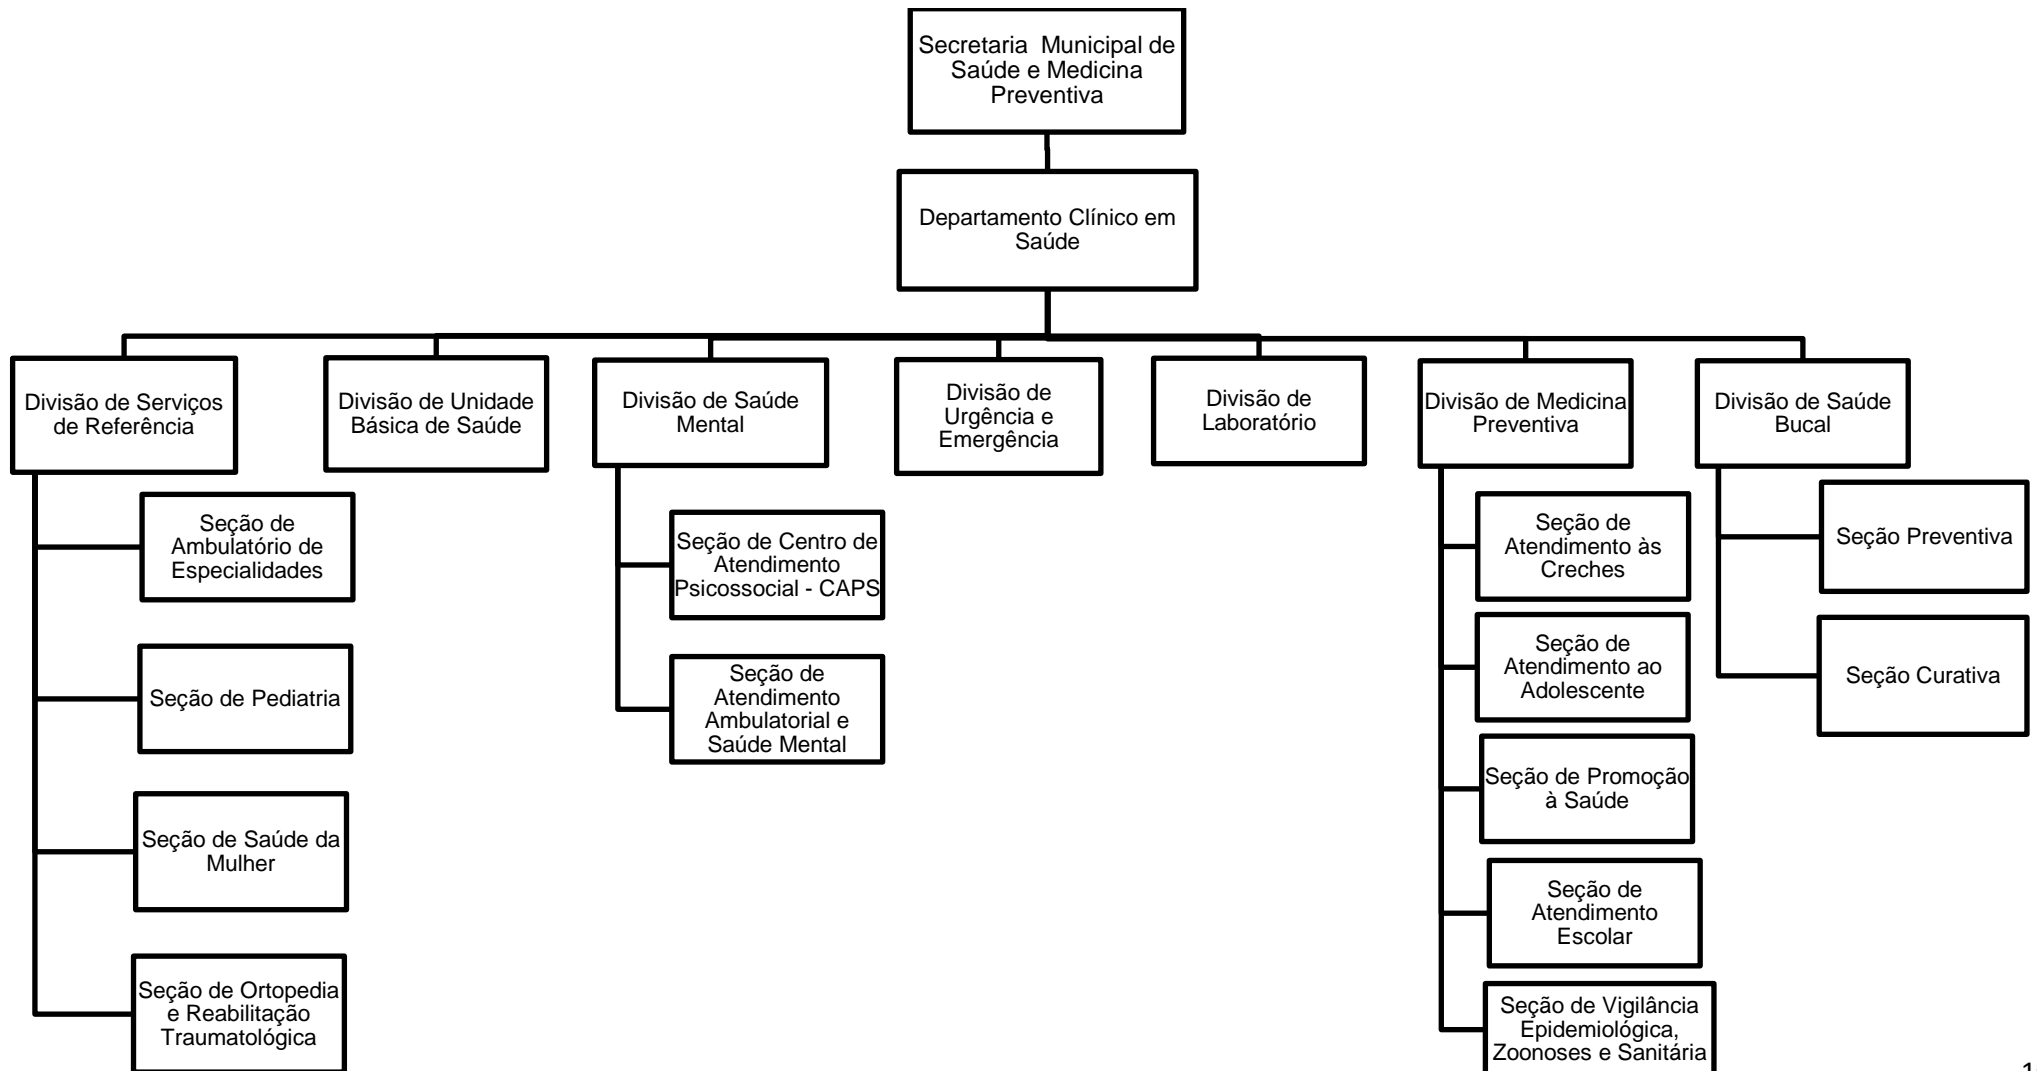 Secretaria  Municipal de
Saúde e Medicina
Preventiva
Departamento Clínico em
Saúde
Divisão de Serviços
de Referência
Divisão de Unidade
Básica de Saúde
Divisão de Saúde
Mental
Divisão de
Urgência e
Emergência
Divisão de
Laboratório
Divisão de Medicina
Preventiva
Divisão de Saúde
Bucal
Seção de
Ambulatório de
Especialidades
Seção de Pediatria
Seção de Saúde da
Mulher
Seção de Ortopedia
e Reabilitação
Traumatológica
Seção de Centro de
Atendimento
Psicossocial - CAPS
Seção de
Atendimento
Ambulatorial e
Saúde Mental
Seção de
Atendimento às
Creches
Seção de
Atendimento ao
Adolescente
Seção de Promoção
à Saúde
Seção de
Atendimento
Escolar
Seção de Vigilância
Epidemiológica,
Zoonoses e Sanitária
Seção Preventiva
Seção Curativa
1